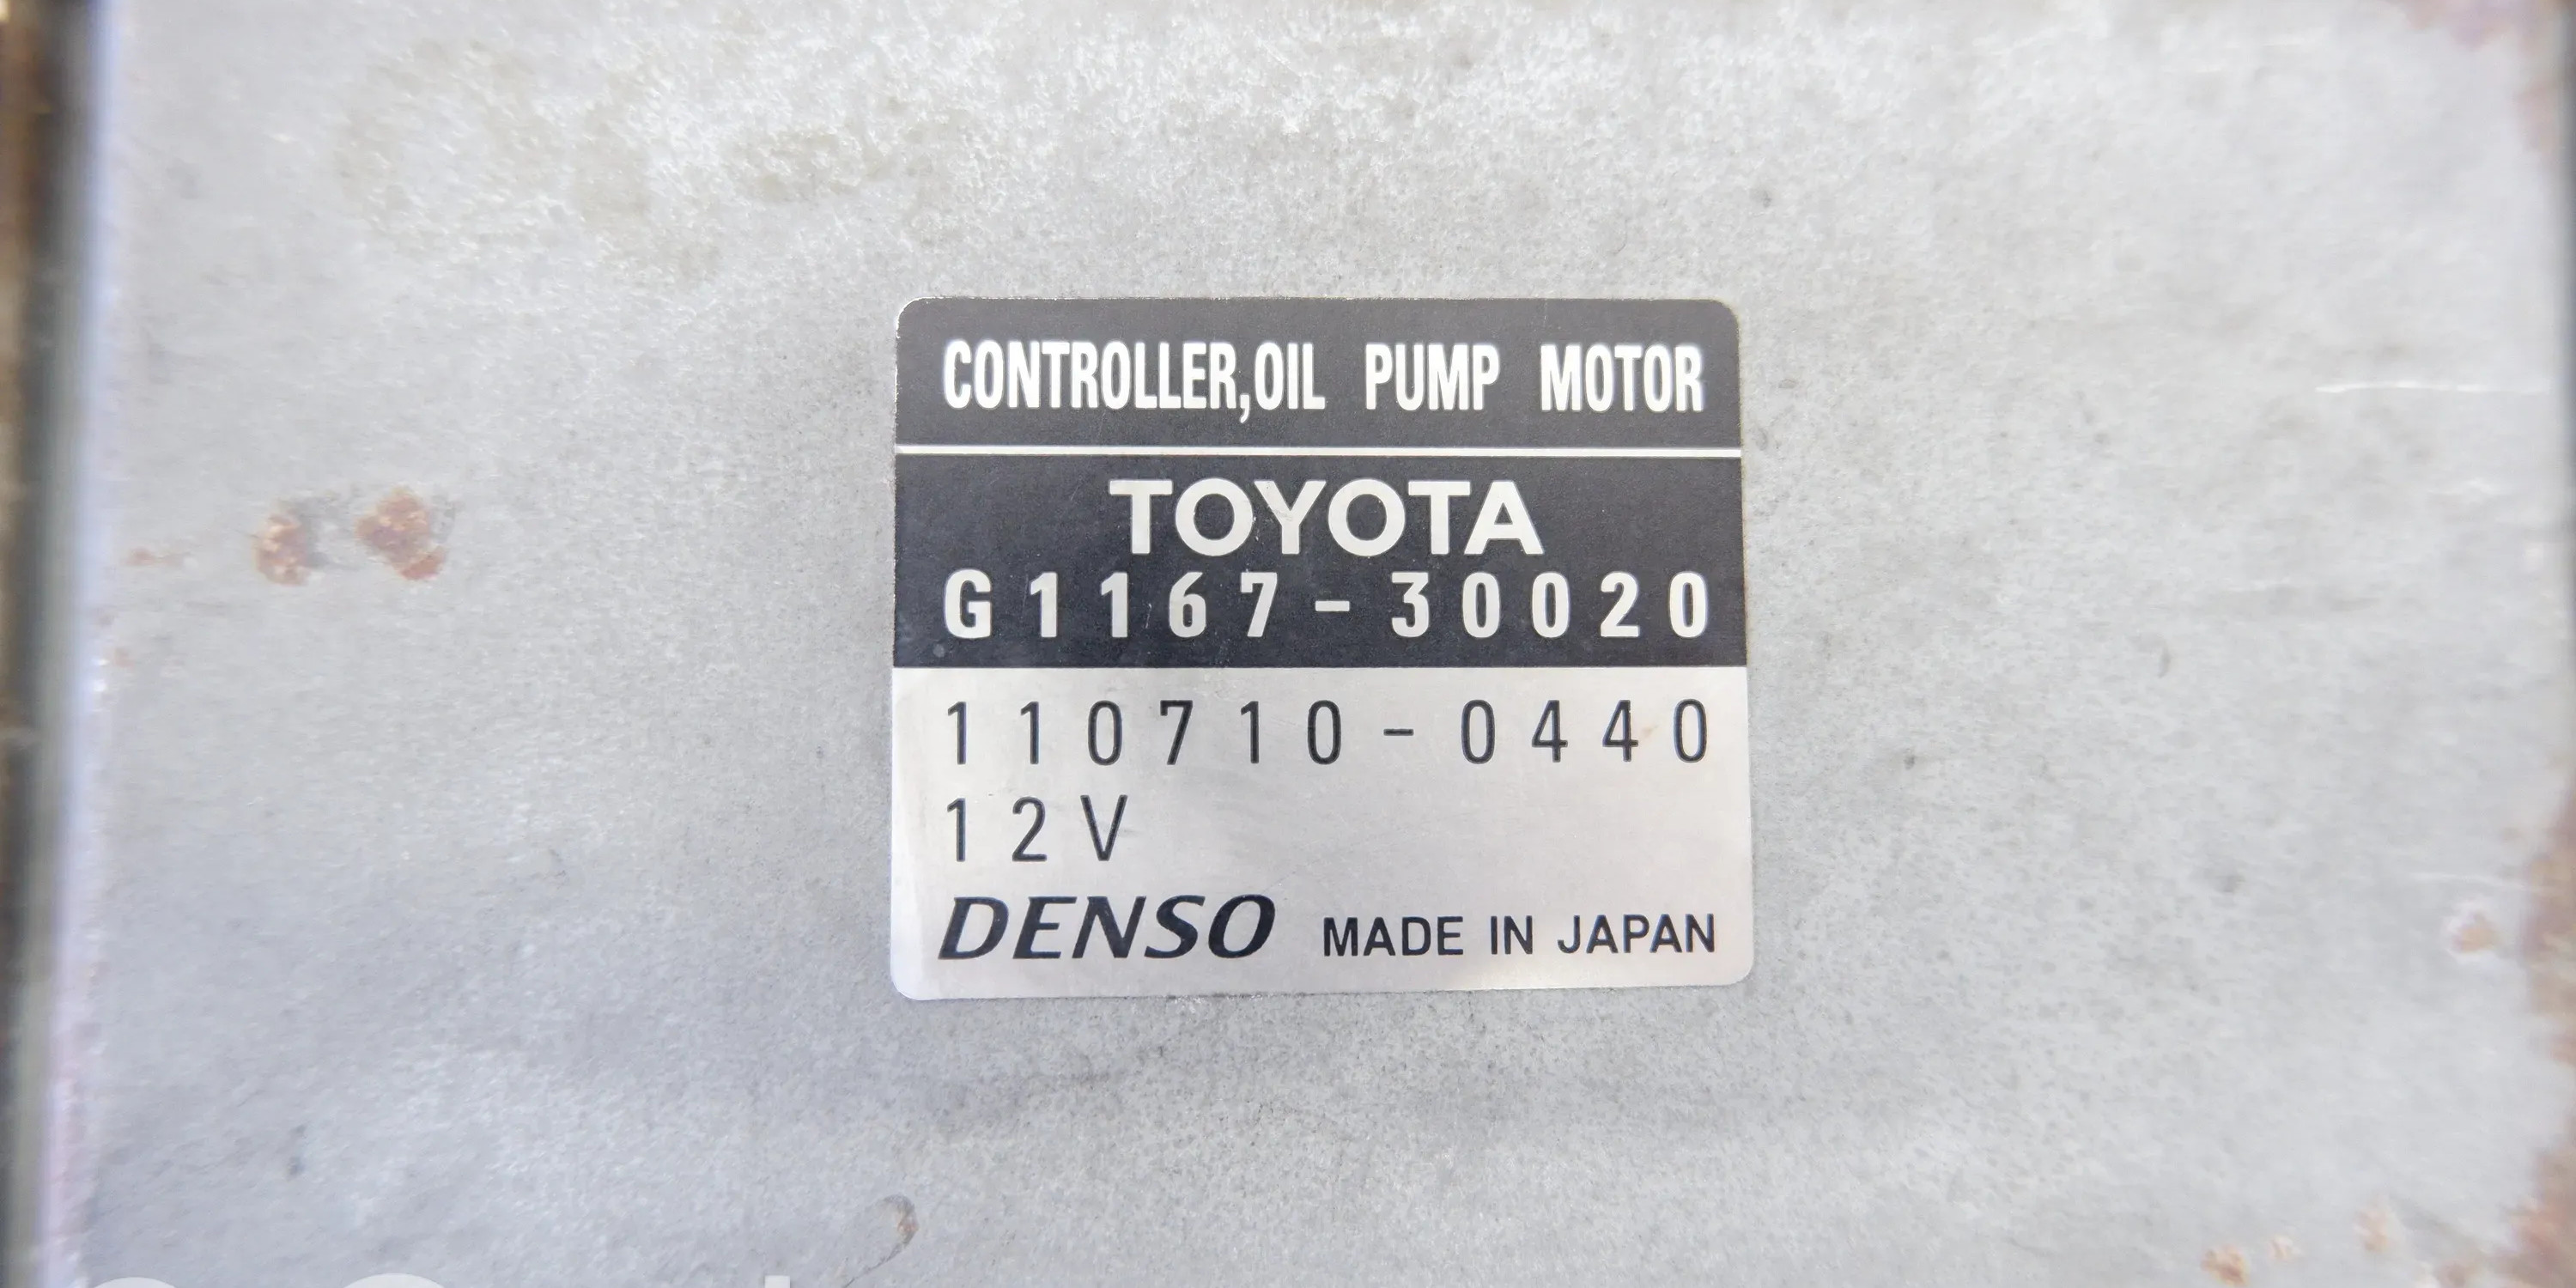 CONTROLLER,OIL PUMP MOTOR
TOYOTA
G1167-30020
110710-0440
12V
DENSO MADE IN JAPAN